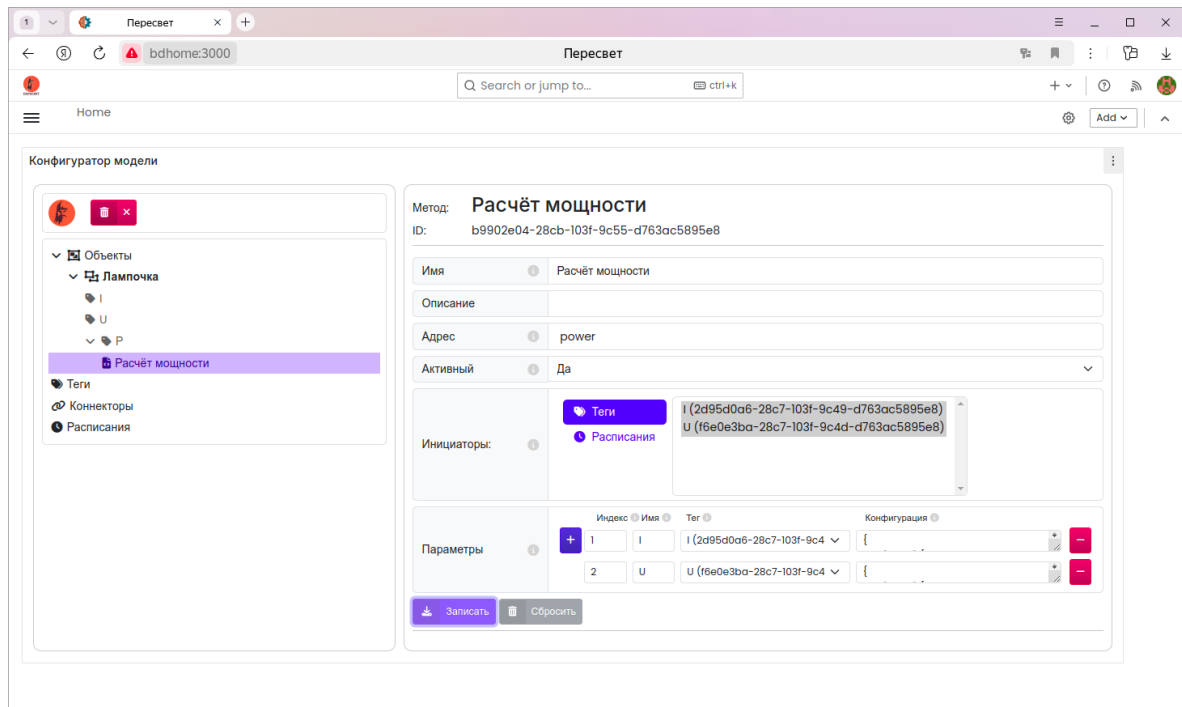 1
Пересвет
bdhome:3000
Пересвет
Search or jump to...
ctrl+k
Home
Add
Конфигуратор модели
Объекты
Лампочка
I
U
P
Расчёт мощности
Теги
Коннекторы
Расписания
Метод: Расчёт мощности
ID: b9902e04-28cb-103f-9c55-d763ac5895e8
Имя Расчёт мощности
Описание
Адрес power
Активный Да
Инициаторы:
Теги
Расписания
I (2d95d0a6-28c7-103f-9c49-d763ac5895e8)
U (f6e0e3ba-28c7-103f-9c4d-d763ac5895e8)
Параметры
Индекс Имя Тег Конфигурация
+ 1 I I (2d95d0a6-28c7-103f-9c4 {
2 U U (f6e0e3ba-28c7-103f-9c4 {
Записать
Сбросить